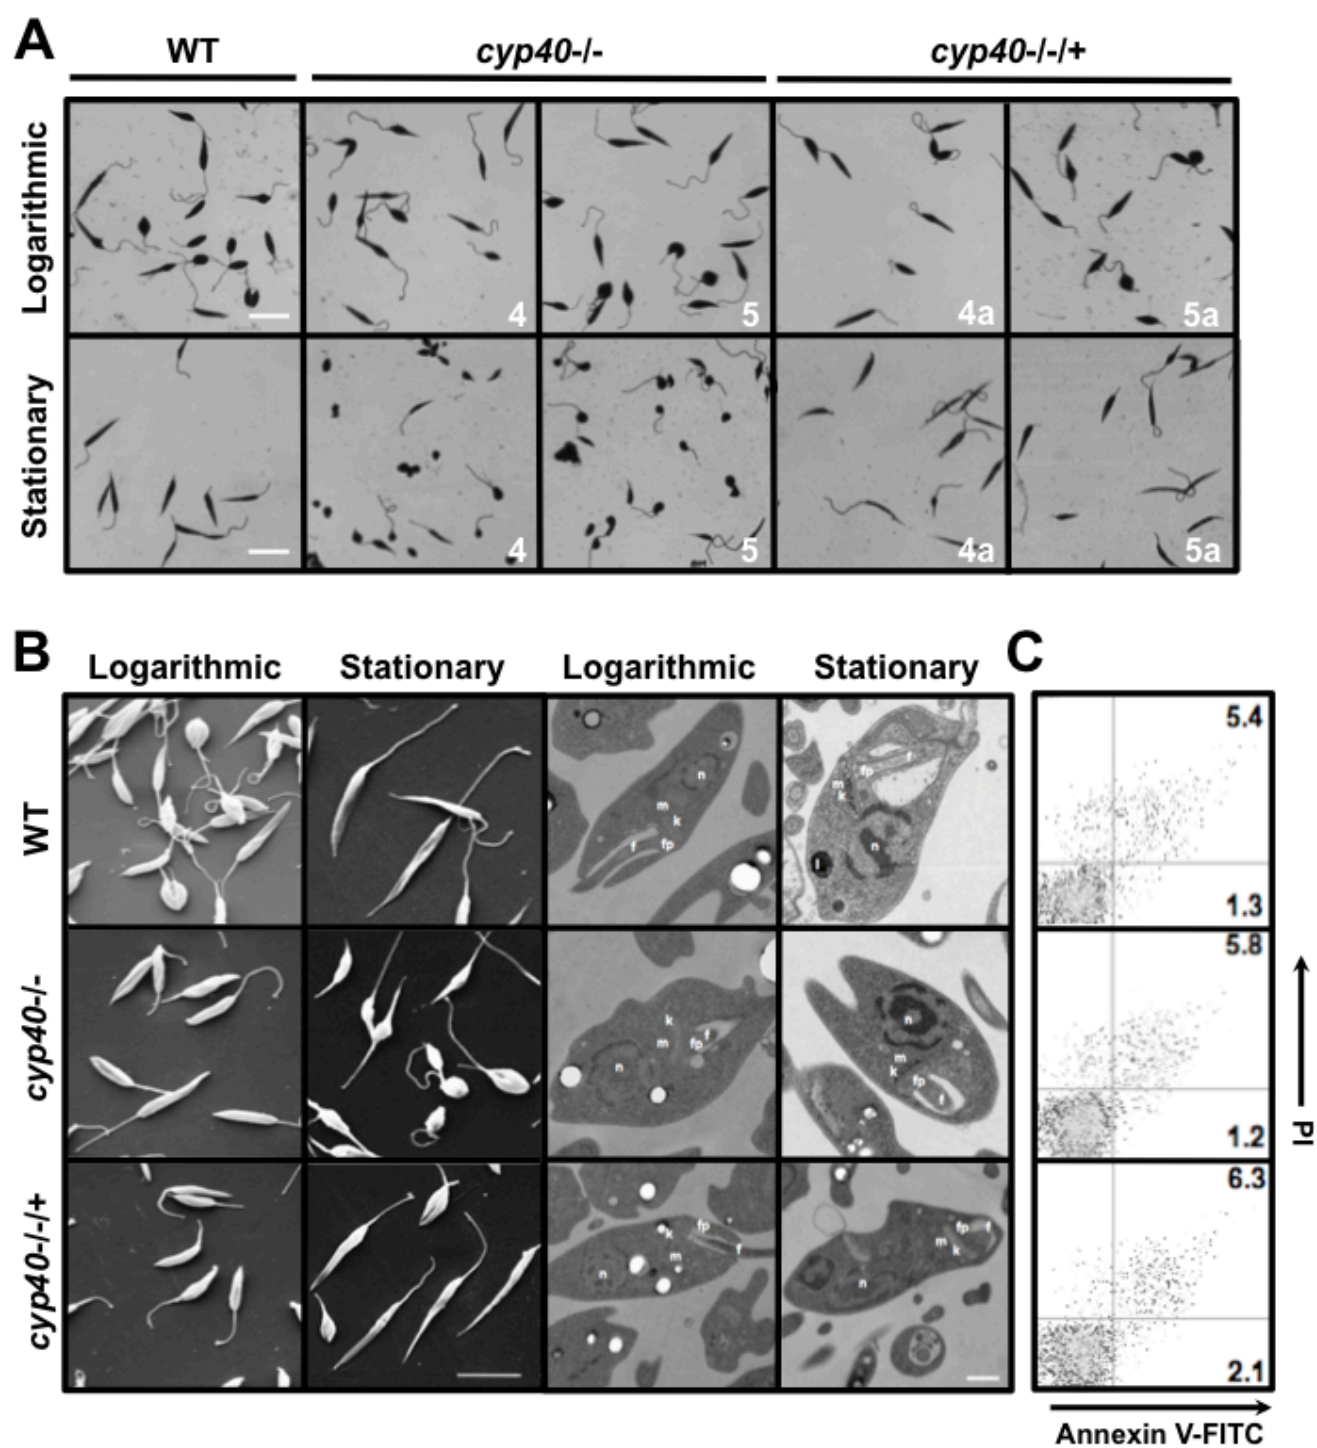 A
WT
cyp40-/-
cyp40-/-/+
Logarithmic
4
5
4a
5a
Stationary
4
5
4a
5a
B
Logarithmic
Stationary
Logarithmic
Stationary
C
WT
n
m
k
f
fp
fp
f
m
k
n
l
5.4
1.3
cyp40-/-
k
m
f
fp
n
n
m
k
fp
f
5.8
1.2
cyp40-/-/+
fp
k
m
f
n
fp
f
m
k
n
6.3
2.1
PI
Annexin V-FITC